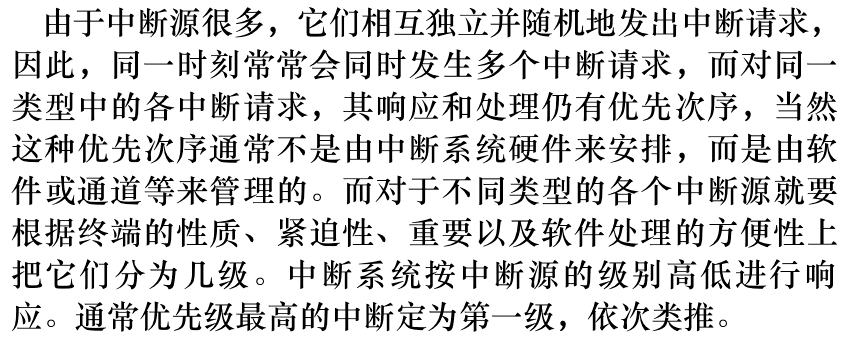 由于中断源很多，它们相互独立并随机地发出中断请求，
因此，同一时刻常常会同时发生多个中断请求，而对同一
类型中的各中断请求，其响应和处理仍有优先次序，当然
这种优先次序通常不是由中断系统硬件来安排，而是由软
件或通道等来管理的。而对于不同类型的各个中断源就要
根据终端的性质、紧迫性、重要以及软件处理的方便性上
把它们分为几级。中断系统按中断源的级别高低进行响
应。通常优先级最高的中断定为第一级，依次类推。